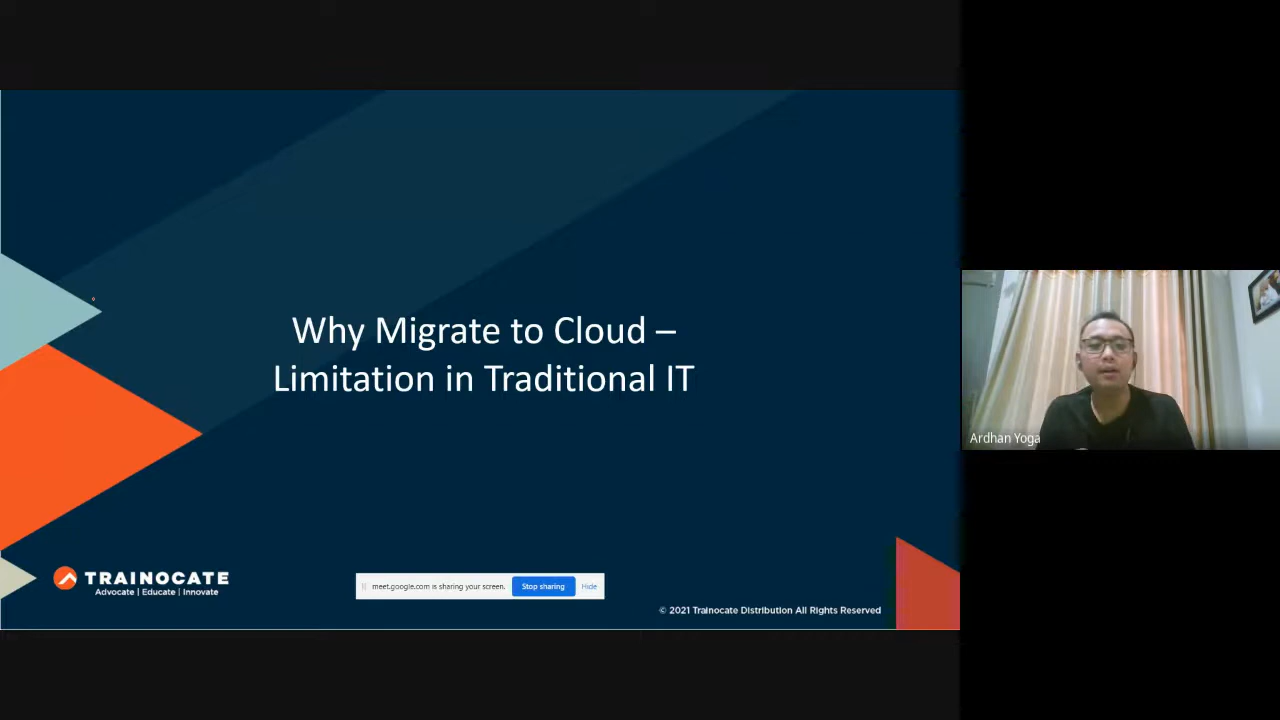 Why Migrate to Cloud –
Limitation in Traditional IT
Ardhan Yoga
TRAINOCATE
Advocate | Educate | Innovate
meet.google.com is sharing your screen. Stop sharing Hide
© 2021 Trainocate Distribution All Rights Reserved